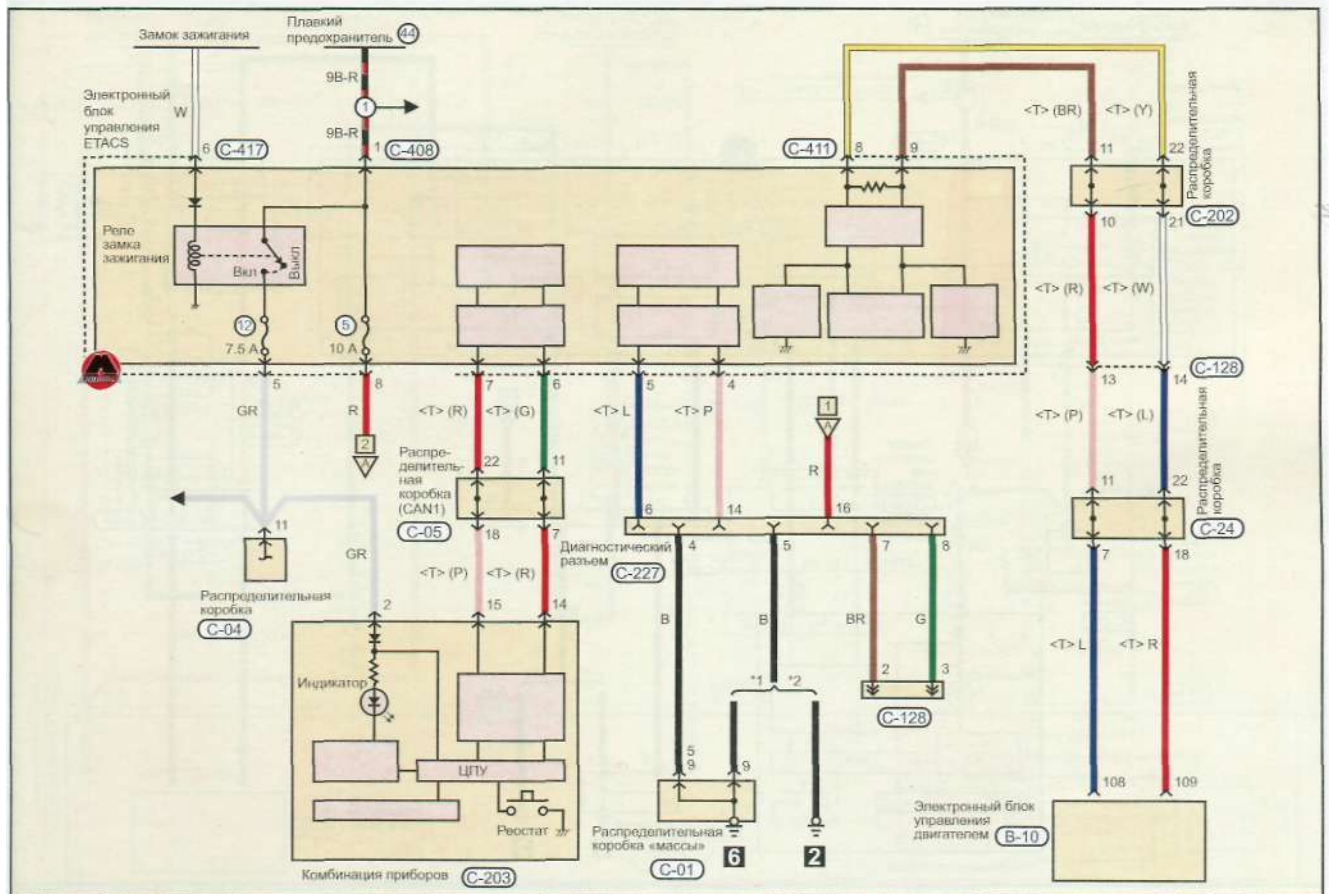 Замок зажигания
Плавкий
предохранитель 44
9B-R
1
9B-R
Электронный
блок
управления
ETACS
W
6 C-417
1 C-408
C-411 8 9
<T> (BR) <T> (Y)
11 22
Распределительная
коробка
C-202
10 21
Реле
замка
зажигания
Вкл
Выкл
12
7.5 A
5
10 A
<T> (R) <T> (W)
C-128
13 14
5 8 7 6 5 4
GR
R
<T> (R) <T> (G)
<T> L <T> P
<T> (P) <T> (L)
2
A
1
A
R
22 11
Распре-
делитель-
ная
коробка
(CAN1)
C-05
18 7
6 14 16
4 5 7 8
Диагностический
разъем
C-227
11 22
Распределительная
коробка
C-24
7 18
11
Распределительная
коробка
C-04
GR
<T> (P) <T> (R)
2 15 14
B
BR G
*1 *2
2 3
C-128
<T> L <T> R
Индикатор
ЦПУ
Реостат
Комбинация приборов C-203
5
9 9
Распределительная
коробка «массы»
C-01
6 2
108 109
Электронный блок
управления
двигателем B-10